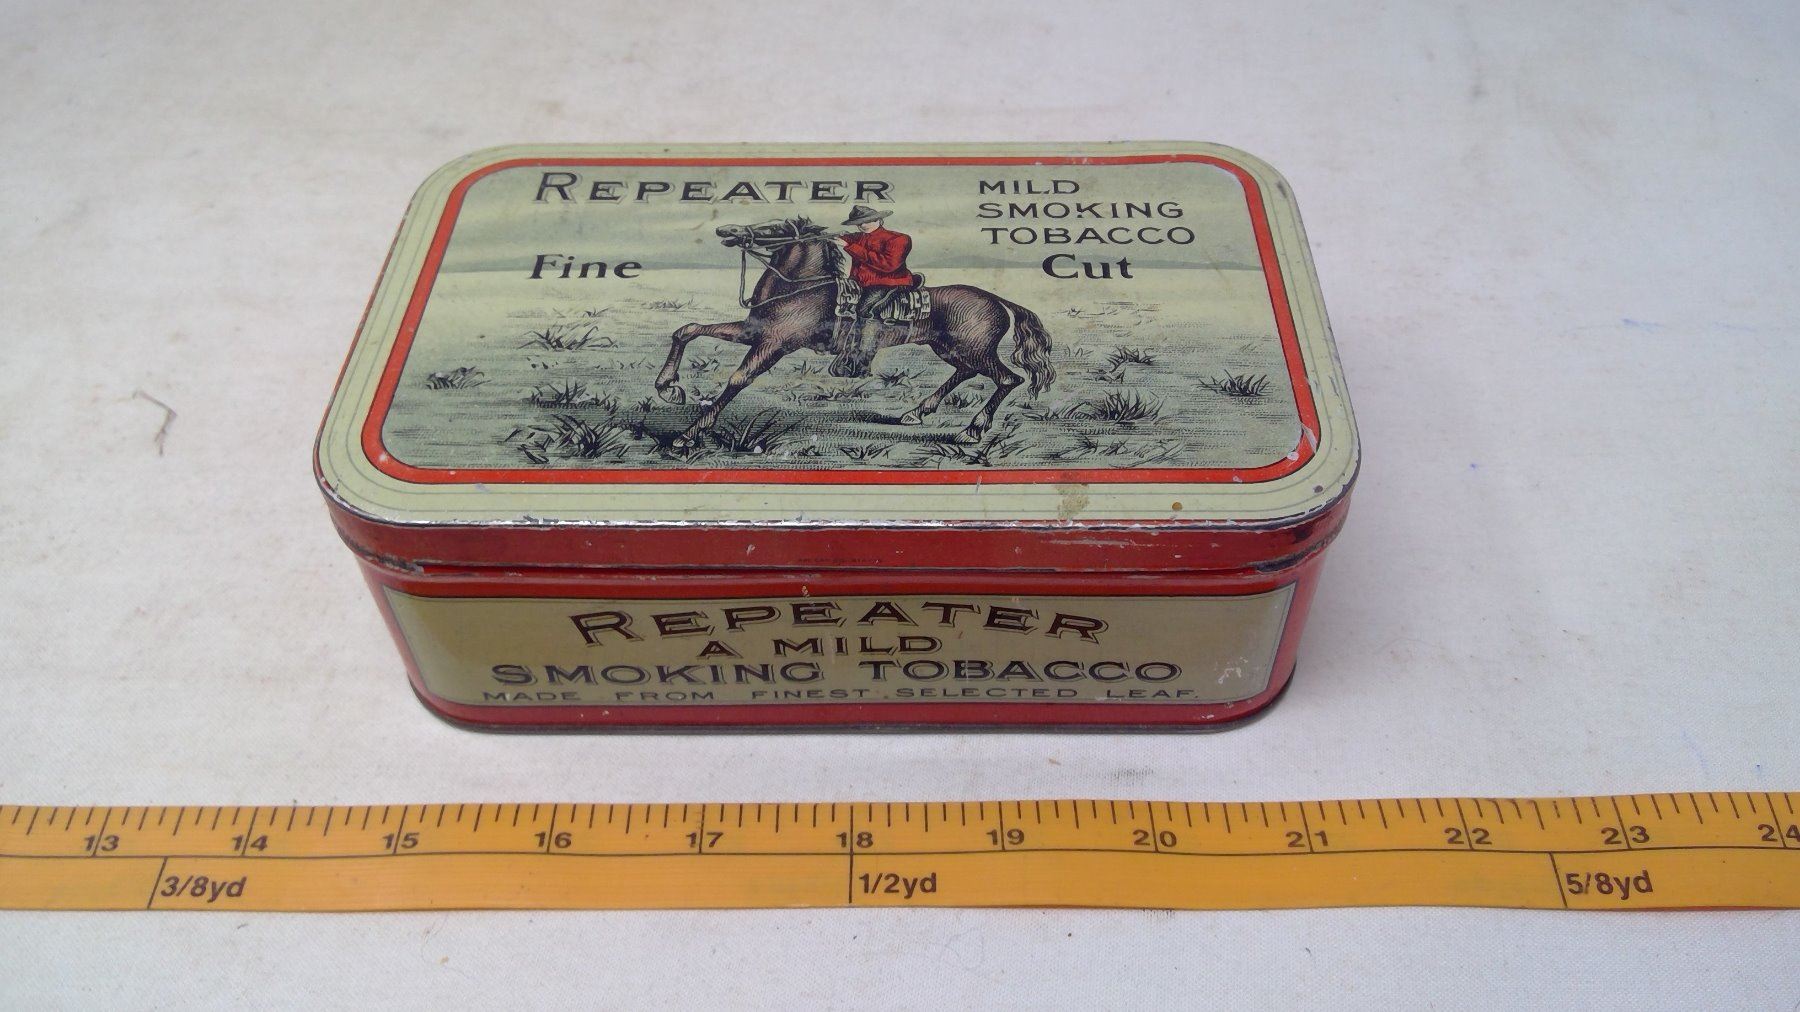 REPEATER
MILD
SMOKING
TOBACCO
Fine Cut
REPEATER
A MILD
SMOKING TOBACCO
MADE FROM FINEST SELECTED LEAF.
13 14 15 16 17 18 19 20 21 22 23 24
3/8yd 1/2yd 5/8yd